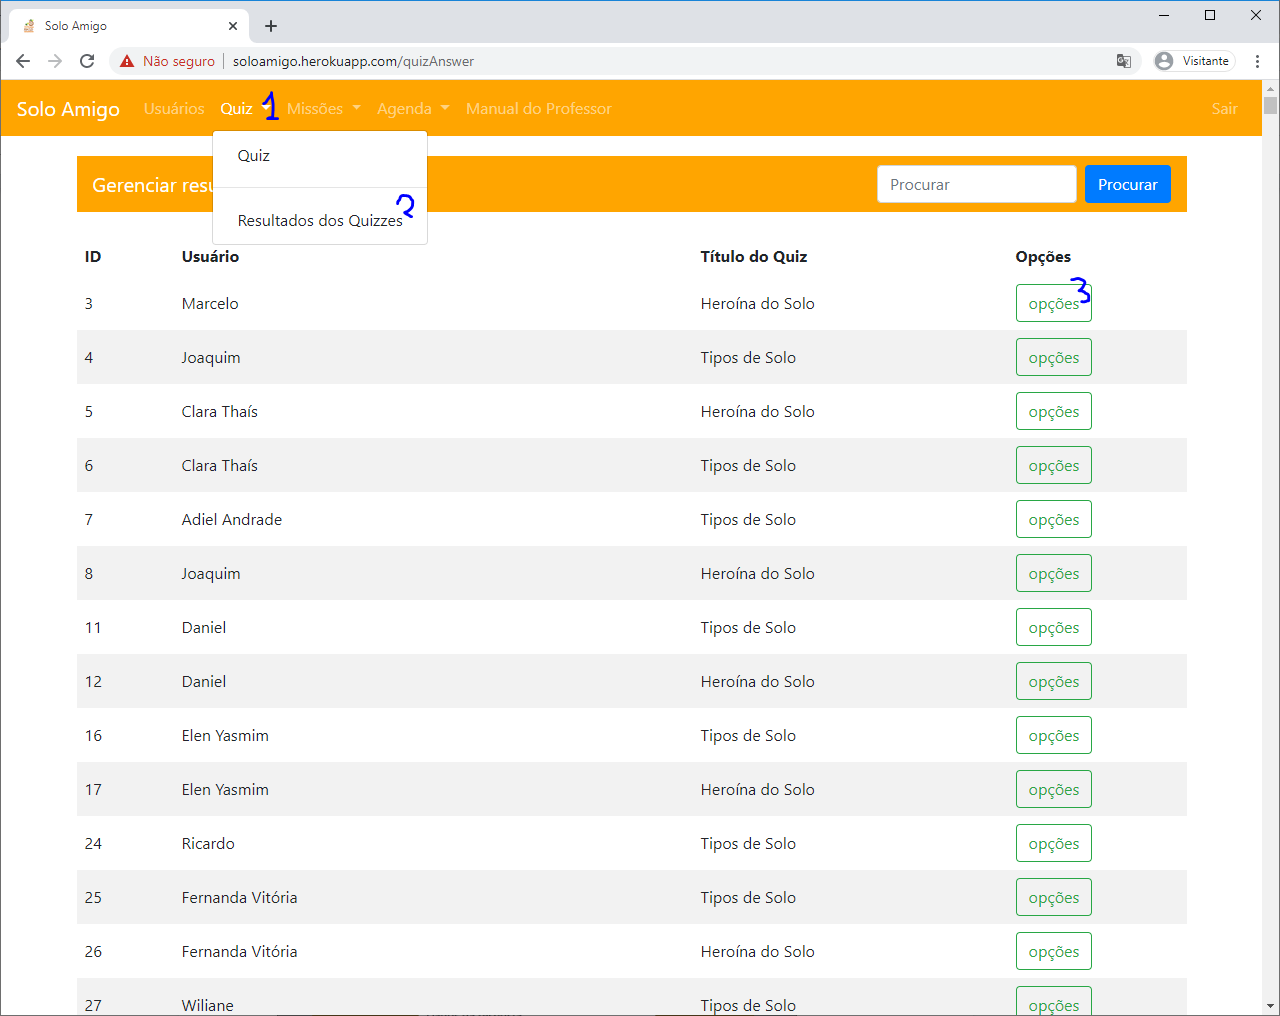 Solo Amigo
Não seguro soloamigo.herokuapp.com/quizAnswer Visitante
Solo Amigo Usuários Quiz 1 Missões Agenda Manual do Professor Sair
Quiz
Gerenciar resu Procurar Procurar
2
Resultados dos Quizzes
ID Usuário Título do Quiz Opções
3
3 Marcelo Heroína do Solo opções
4 Joaquim Tipos de Solo opções
5 Clara Thaís Heroína do Solo opções
6 Clara Thaís Tipos de Solo opções
7 Adiel Andrade Tipos de Solo opções
8 Joaquim Heroína do Solo opções
11 Daniel Tipos de Solo opções
12 Daniel Heroína do Solo opções
16 Elen Yasmim Tipos de Solo opções
17 Elen Yasmim Heroína do Solo opções
24 Ricardo Tipos de Solo opções
25 Fernanda Vitória Tipos de Solo opções
26 Fernanda Vitória Heroína do Solo opções
27 Wiliane Tipos de Solo opções